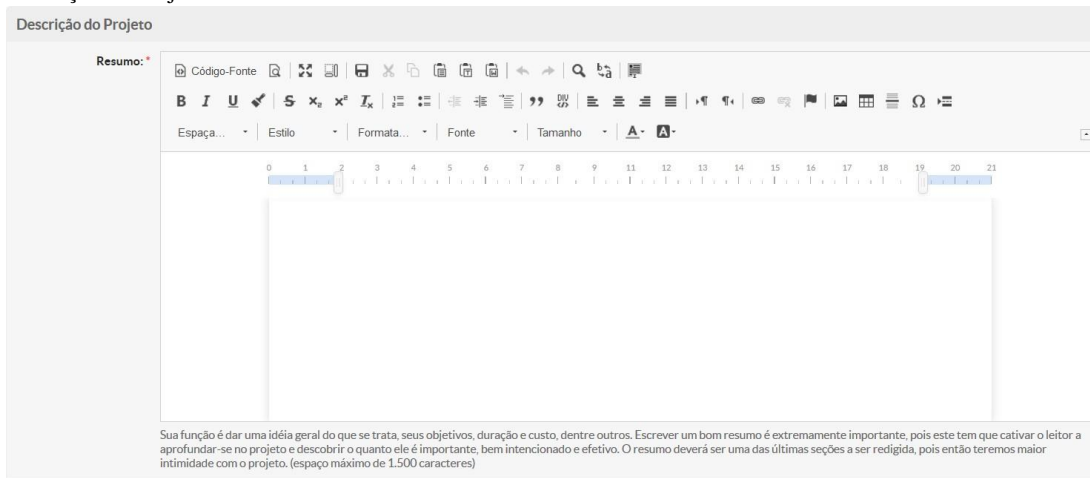 Descrição do Projeto
Resumo: *
Código-Fonte
B I U S x₂ x² Iₓ
Espaça... Estilo Formata... Fonte Tamanho A A
0 1 2 3 4 5 6 7 8 9 11 12 13 14 15 16 17 18 19 20 21
Sua função é dar uma idéia geral do que se trata, seus objetivos, duração e custo, dentre outros. Escrever um bom resumo é extremamente importante, pois este tem que cativar o leitor a
aprofundar-se no projeto e descobrir o quanto ele é importante, bem intencionado e efetivo. O resumo deverá ser uma das últimas seções a ser redigida, pois então teremos maior
intimidade com o projeto. (espaço máximo de 1.500 caracteres)